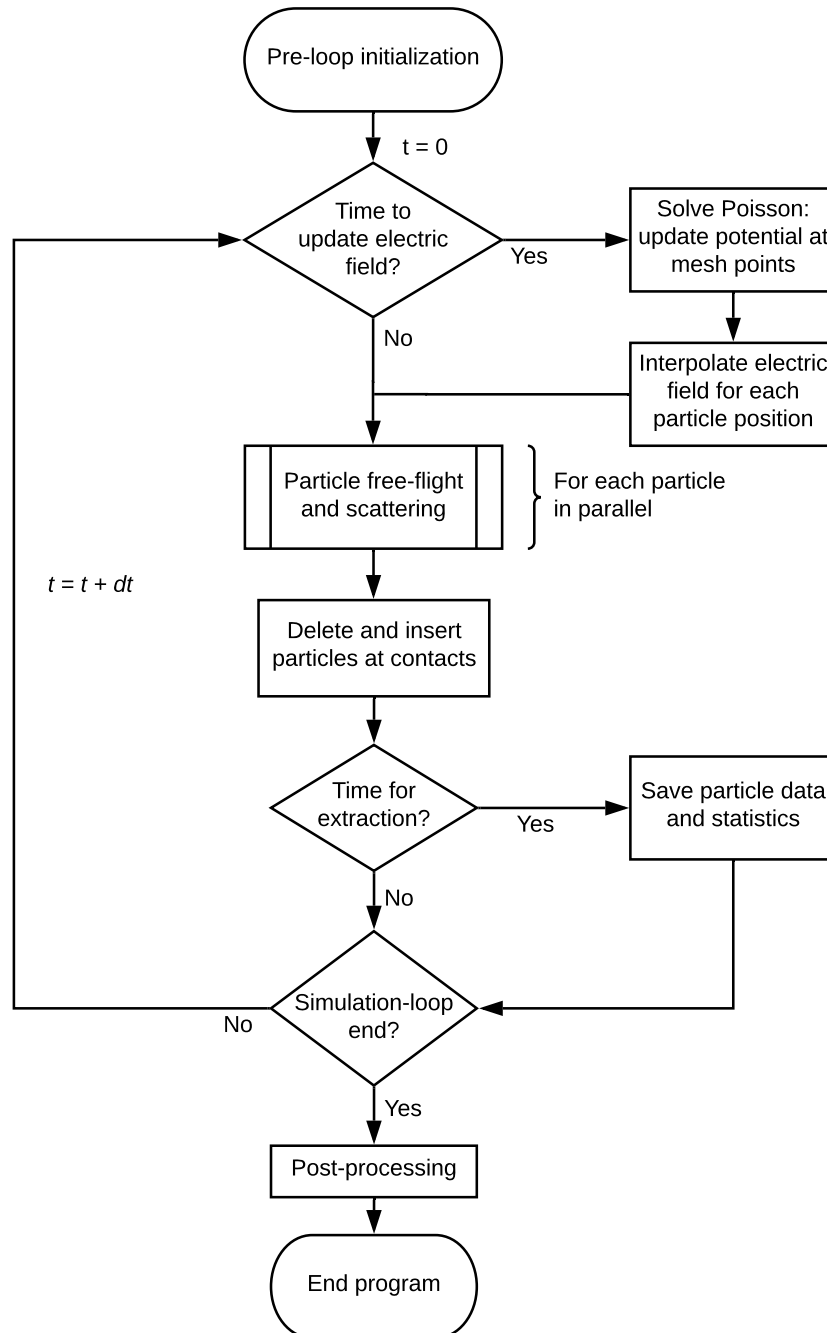 Pre-loop initialization
t = 0
Time to
update electric
field?
Yes
Solve Poisson:
update potential at
mesh points
No
Interpolate electric
field for each
particle position
Particle free-flight
and scattering
For each particle
in parallel
t = t + dt
Delete and insert
particles at contacts
Time for
extraction?
Yes
Save particle data
and statistics
No
Simulation-loop
end?
No
Yes
Post-processing
End program